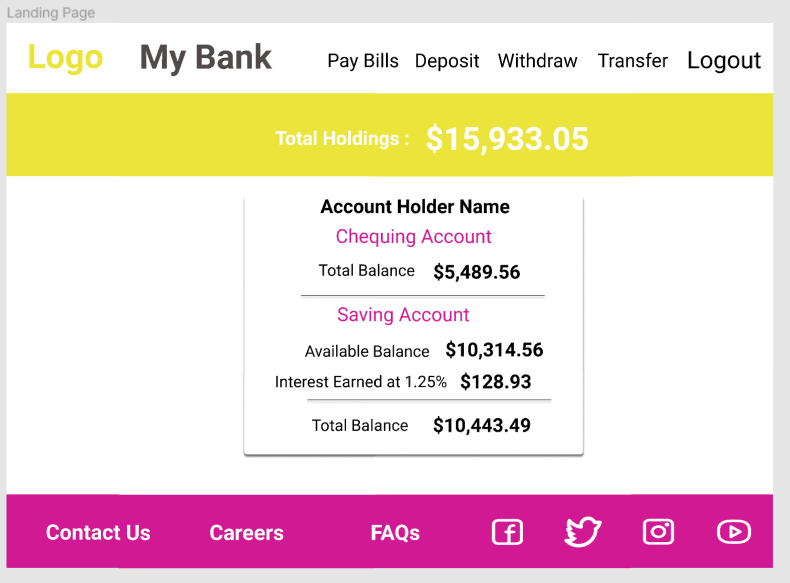 Landing Page
Logo My Bank Pay Bills Deposit Withdraw Transfer Logout
Total Holdings : $15,933.05
Account Holder Name
Chequing Account
Total Balance $5,489.56
Saving Account
Available Balance $10,314.56
Interest Earned at 1.25% $128.93
Total Balance $10,443.49
Contact Us Careers FAQs